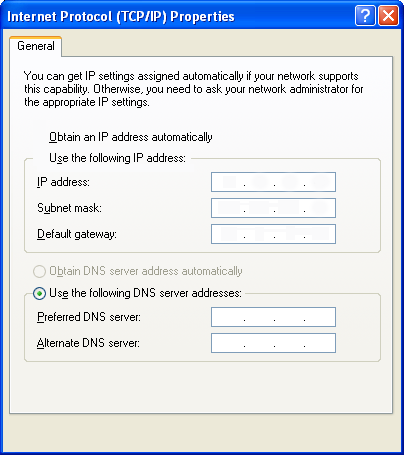 Internet Protocol (TCP/IP) Properties
General
You can get IP settings assigned automatically if your network supports
this capability. Otherwise, you need to ask your network administrator for
the appropriate IP settings.
Obtain an IP address automatically
Use the following IP address:
IP address:
Subnet mask:
Default gateway:
Obtain DNS server address automatically
Use the following DNS server addresses:
Preferred DNS server:
Alternate DNS server: